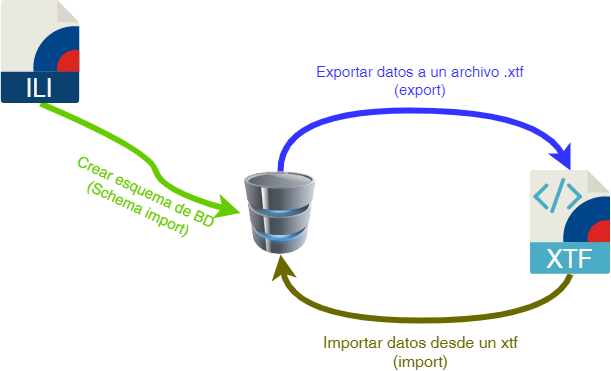 ILI
Exportar datos a un archivo .xtf
(export)
Crear esquema de BD
(Schema import)
</>
XTF
Importar datos desde un xtf
(import)